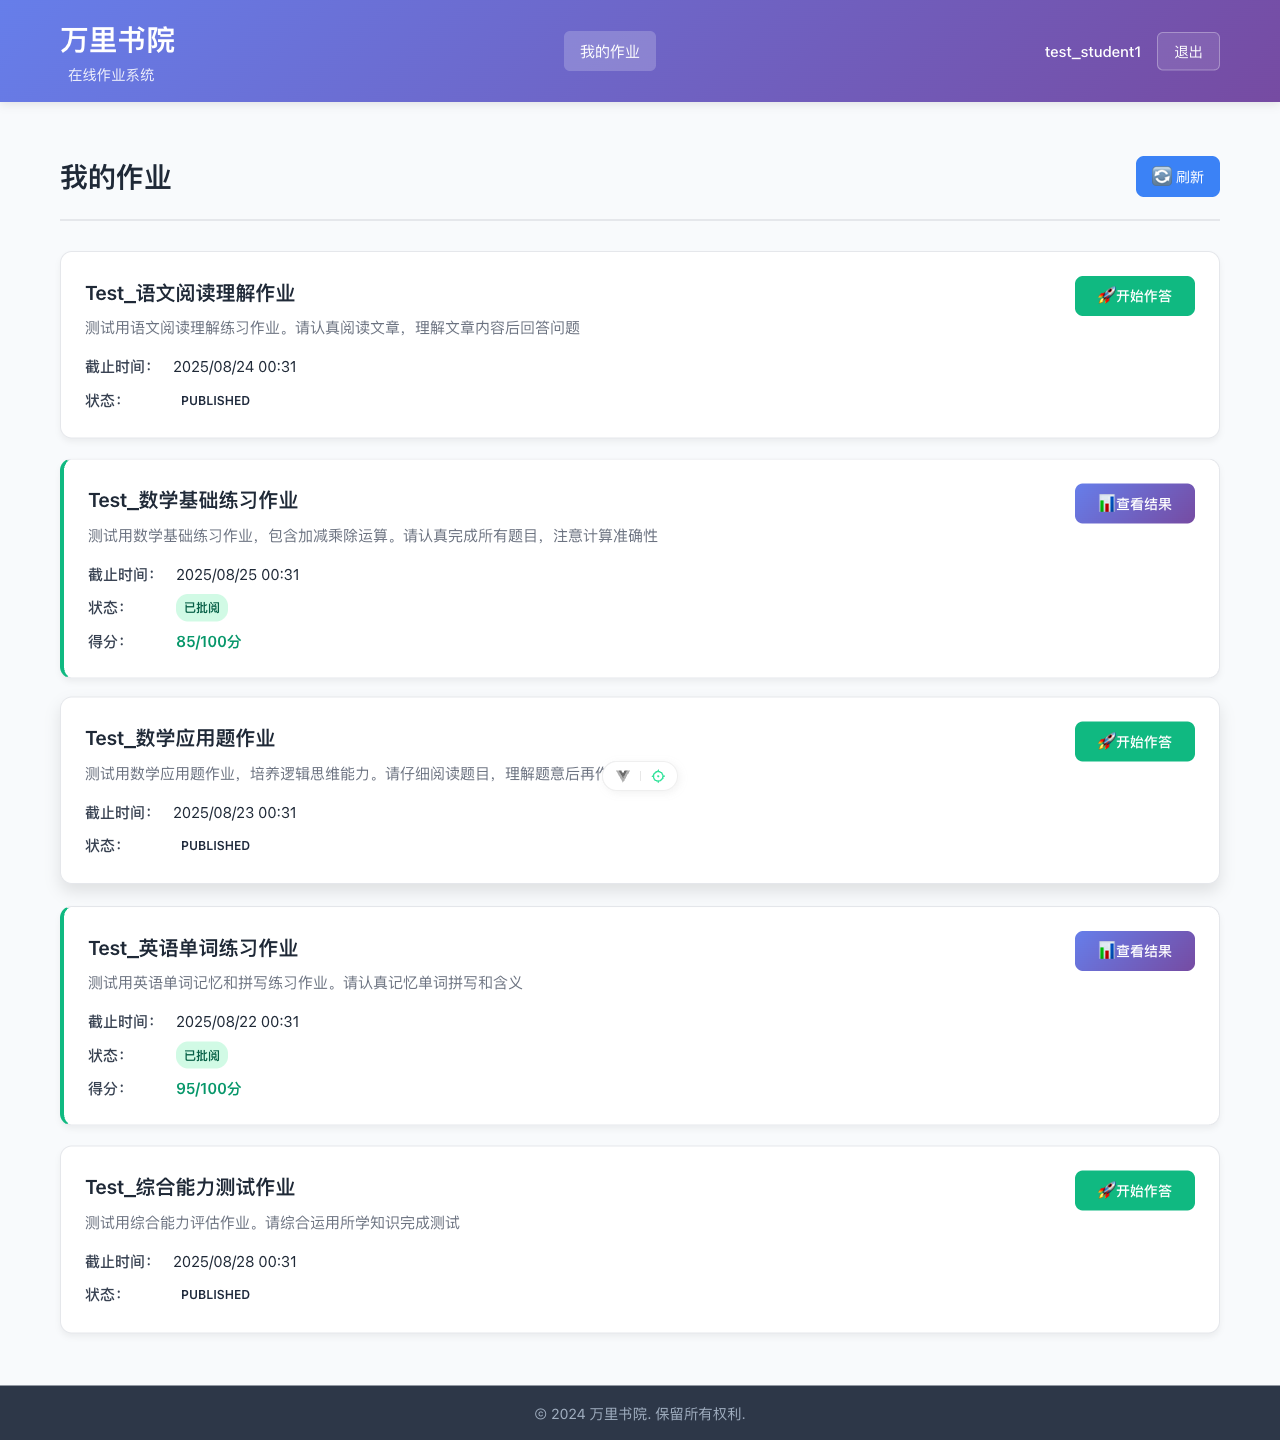 万里书院
在线作业系统
我的作业
test_student1
退出
我的作业
刷新
Test_语文阅读理解作业
开始作答
测试用语文阅读理解练习作业。请认真阅读文章，理解文章内容后回答问题
截止时间： 2025/08/24 00:31
状态： PUBLISHED
Test_数学基础练习作业
查看结果
测试用数学基础练习作业，包含加减乘除运算。请认真完成所有题目，注意计算准确性
截止时间： 2025/08/25 00:31
状态： 已批阅
得分： 85/100分
Test_数学应用题作业
开始作答
测试用数学应用题作业，培养逻辑思维能力。请仔细阅读题目，理解题意后再
截止时间： 2025/08/23 00:31
状态： PUBLISHED
Test_英语单词练习作业
查看结果
测试用英语单词记忆和拼写练习作业。请认真记忆单词拼写和含义
截止时间： 2025/08/22 00:31
状态： 已批阅
得分： 95/100分
Test_综合能力测试作业
开始作答
测试用综合能力评估作业。请综合运用所学知识完成测试
截止时间： 2025/08/28 00:31
状态： PUBLISHED
© 2024 万里书院. 保留所有权利.